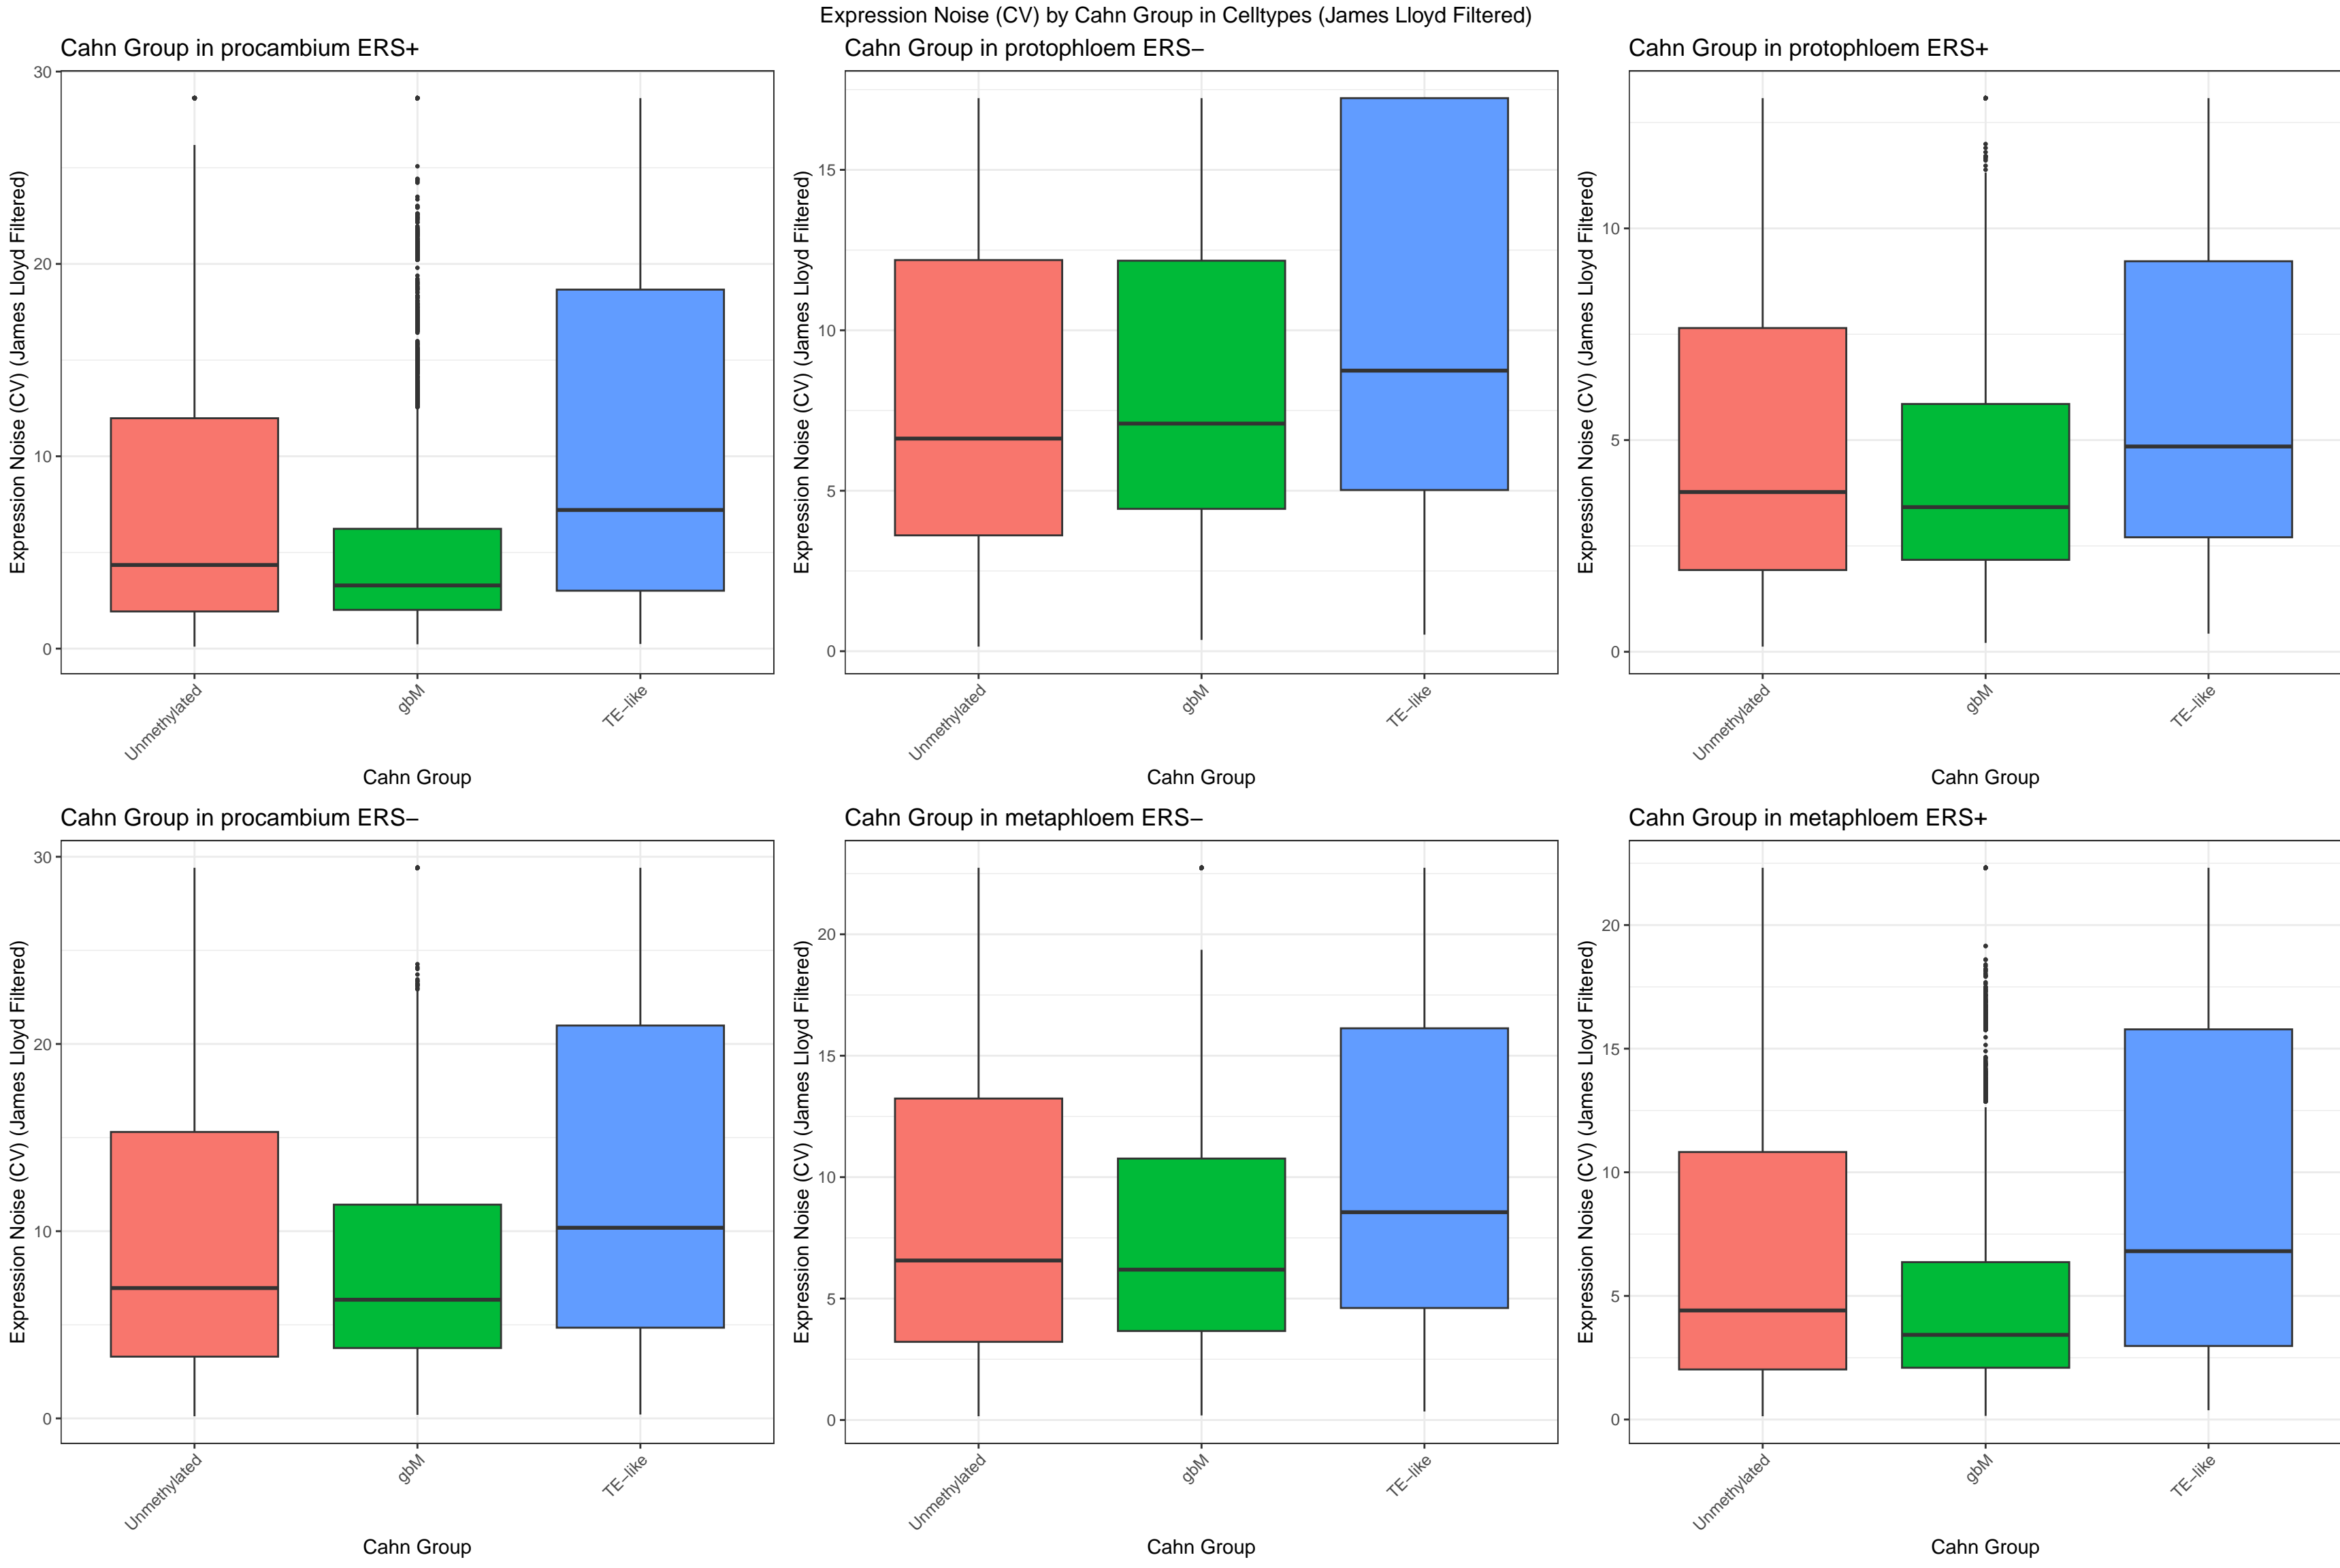 Expression Noise (CV) by Cahn Group in Celltypes (James Lloyd Filtered)
Cahn Group in procambium ERS+
Expression Noise (CV) (James Lloyd Filtered)
30
20
10
0
Unmethylated
gbM
TE−like
Cahn Group
Cahn Group in protophloem ERS−
Expression Noise (CV) (James Lloyd Filtered)
15
10
5
0
Unmethylated
gbM
TE−like
Cahn Group
Cahn Group in protophloem ERS+
Expression Noise (CV) (James Lloyd Filtered)
10
5
0
Unmethylated
gbM
TE−like
Cahn Group
Cahn Group in procambium ERS−
Expression Noise (CV) (James Lloyd Filtered)
30
20
10
0
Unmethylated
gbM
TE−like
Cahn Group
Cahn Group in metaphloem ERS−
Expression Noise (CV) (James Lloyd Filtered)
20
15
10
5
0
Unmethylated
gbM
TE−like
Cahn Group
Cahn Group in metaphloem ERS+
Expression Noise (CV) (James Lloyd Filtered)
20
15
10
5
0
Unmethylated
gbM
TE−like
Cahn Group